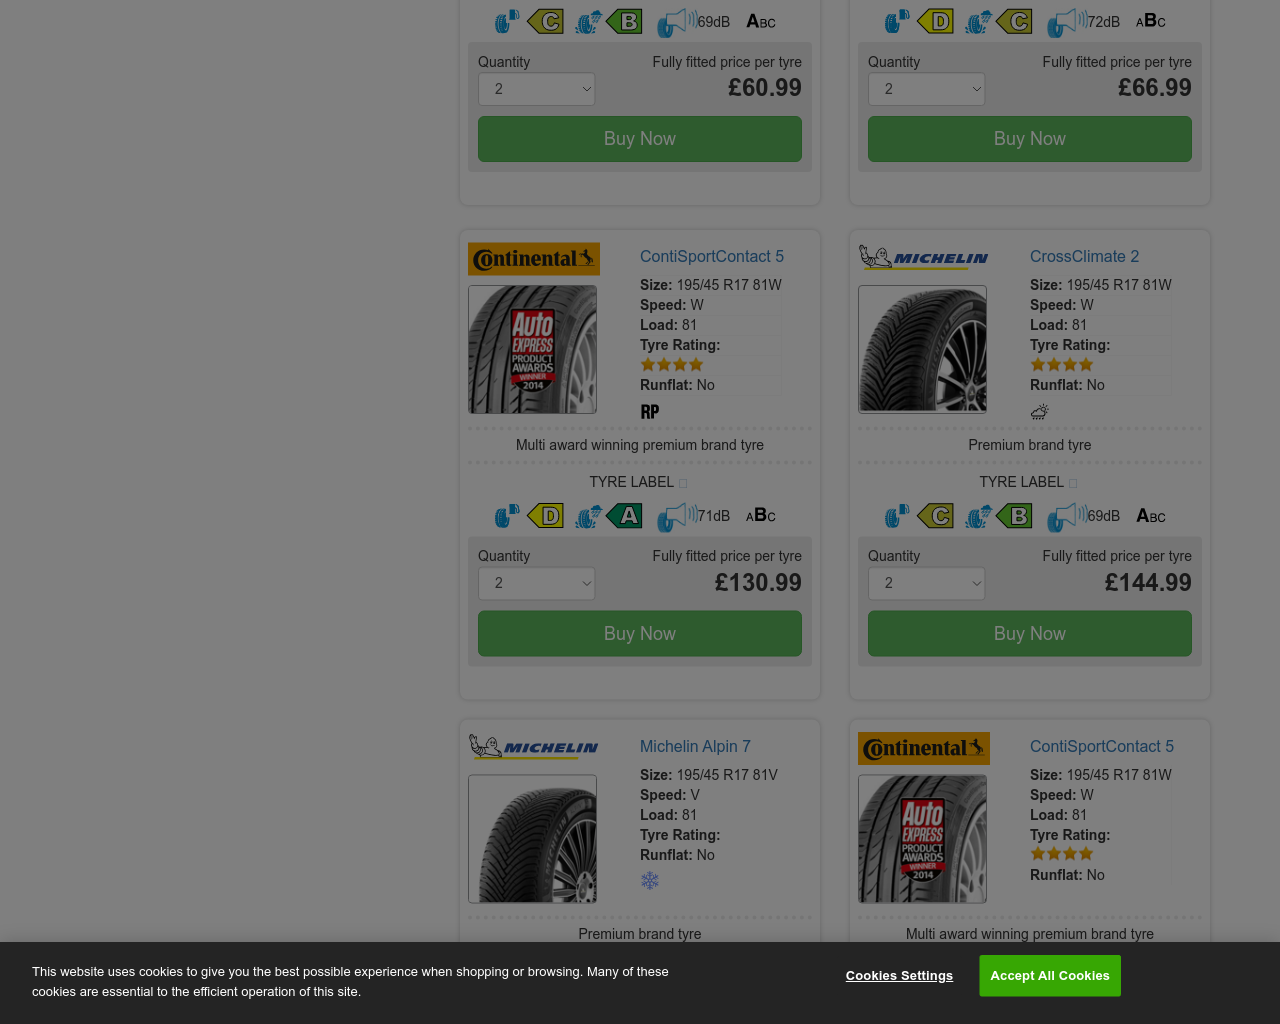 C B 69dB ABC
Quantity Fully fitted price per tyre
2 £60.99
Buy Now
D C 72dB ABC
Quantity Fully fitted price per tyre
2 £66.99
Buy Now
Continental
ContiSportContact 5
Size: 195/45 R17 81W
Speed: W
Load: 81
Tyre Rating:
Runflat: No
RP
Auto
EXPRESS
PRODUCT
AWARDS
WINNER
2014
Multi award winning premium brand tyre
TYRE LABEL
D A 71dB ABC
Quantity Fully fitted price per tyre
2 £130.99
Buy Now
MICHELIN
CrossClimate 2
Size: 195/45 R17 81W
Speed: W
Load: 81
Tyre Rating:
Runflat: No
Premium brand tyre
TYRE LABEL
C B 69dB ABC
Quantity Fully fitted price per tyre
2 £144.99
Buy Now
MICHELIN
Michelin Alpin 7
Size: 195/45 R17 81V
Speed: V
Load: 81
Tyre Rating:
Runflat: No
Premium brand tyre
Continental
ContiSportContact 5
Size: 195/45 R17 81W
Speed: W
Load: 81
Tyre Rating:
Runflat: No
Auto
EXPRESS
PRODUCT
AWARDS
WINNER
2014
Multi award winning premium brand tyre
This website uses cookies to give you the best possible experience when shopping or browsing. Many of these
cookies are essential to the efficient operation of this site.
Cookies Settings
Accept All Cookies